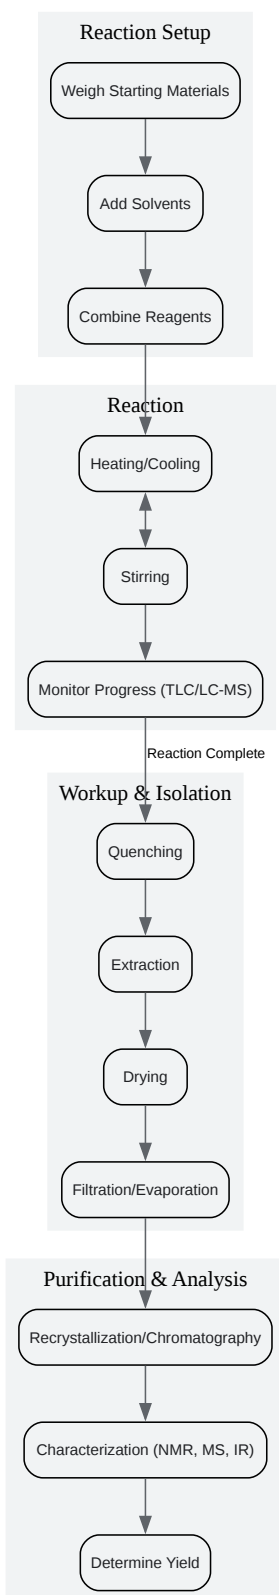 Reaction Setup
Weigh Starting Materials
Add Solvents
Combine Reagents
Reaction
Heating/Cooling
Stirring
Monitor Progress (TLC/LC-MS)
Reaction Complete
Workup & Isolation
Quenching
Extraction
Drying
Filtration/Evaporation
Purification & Analysis
Recrystallization/Chromatography
Characterization (NMR, MS, IR)
Determine Yield